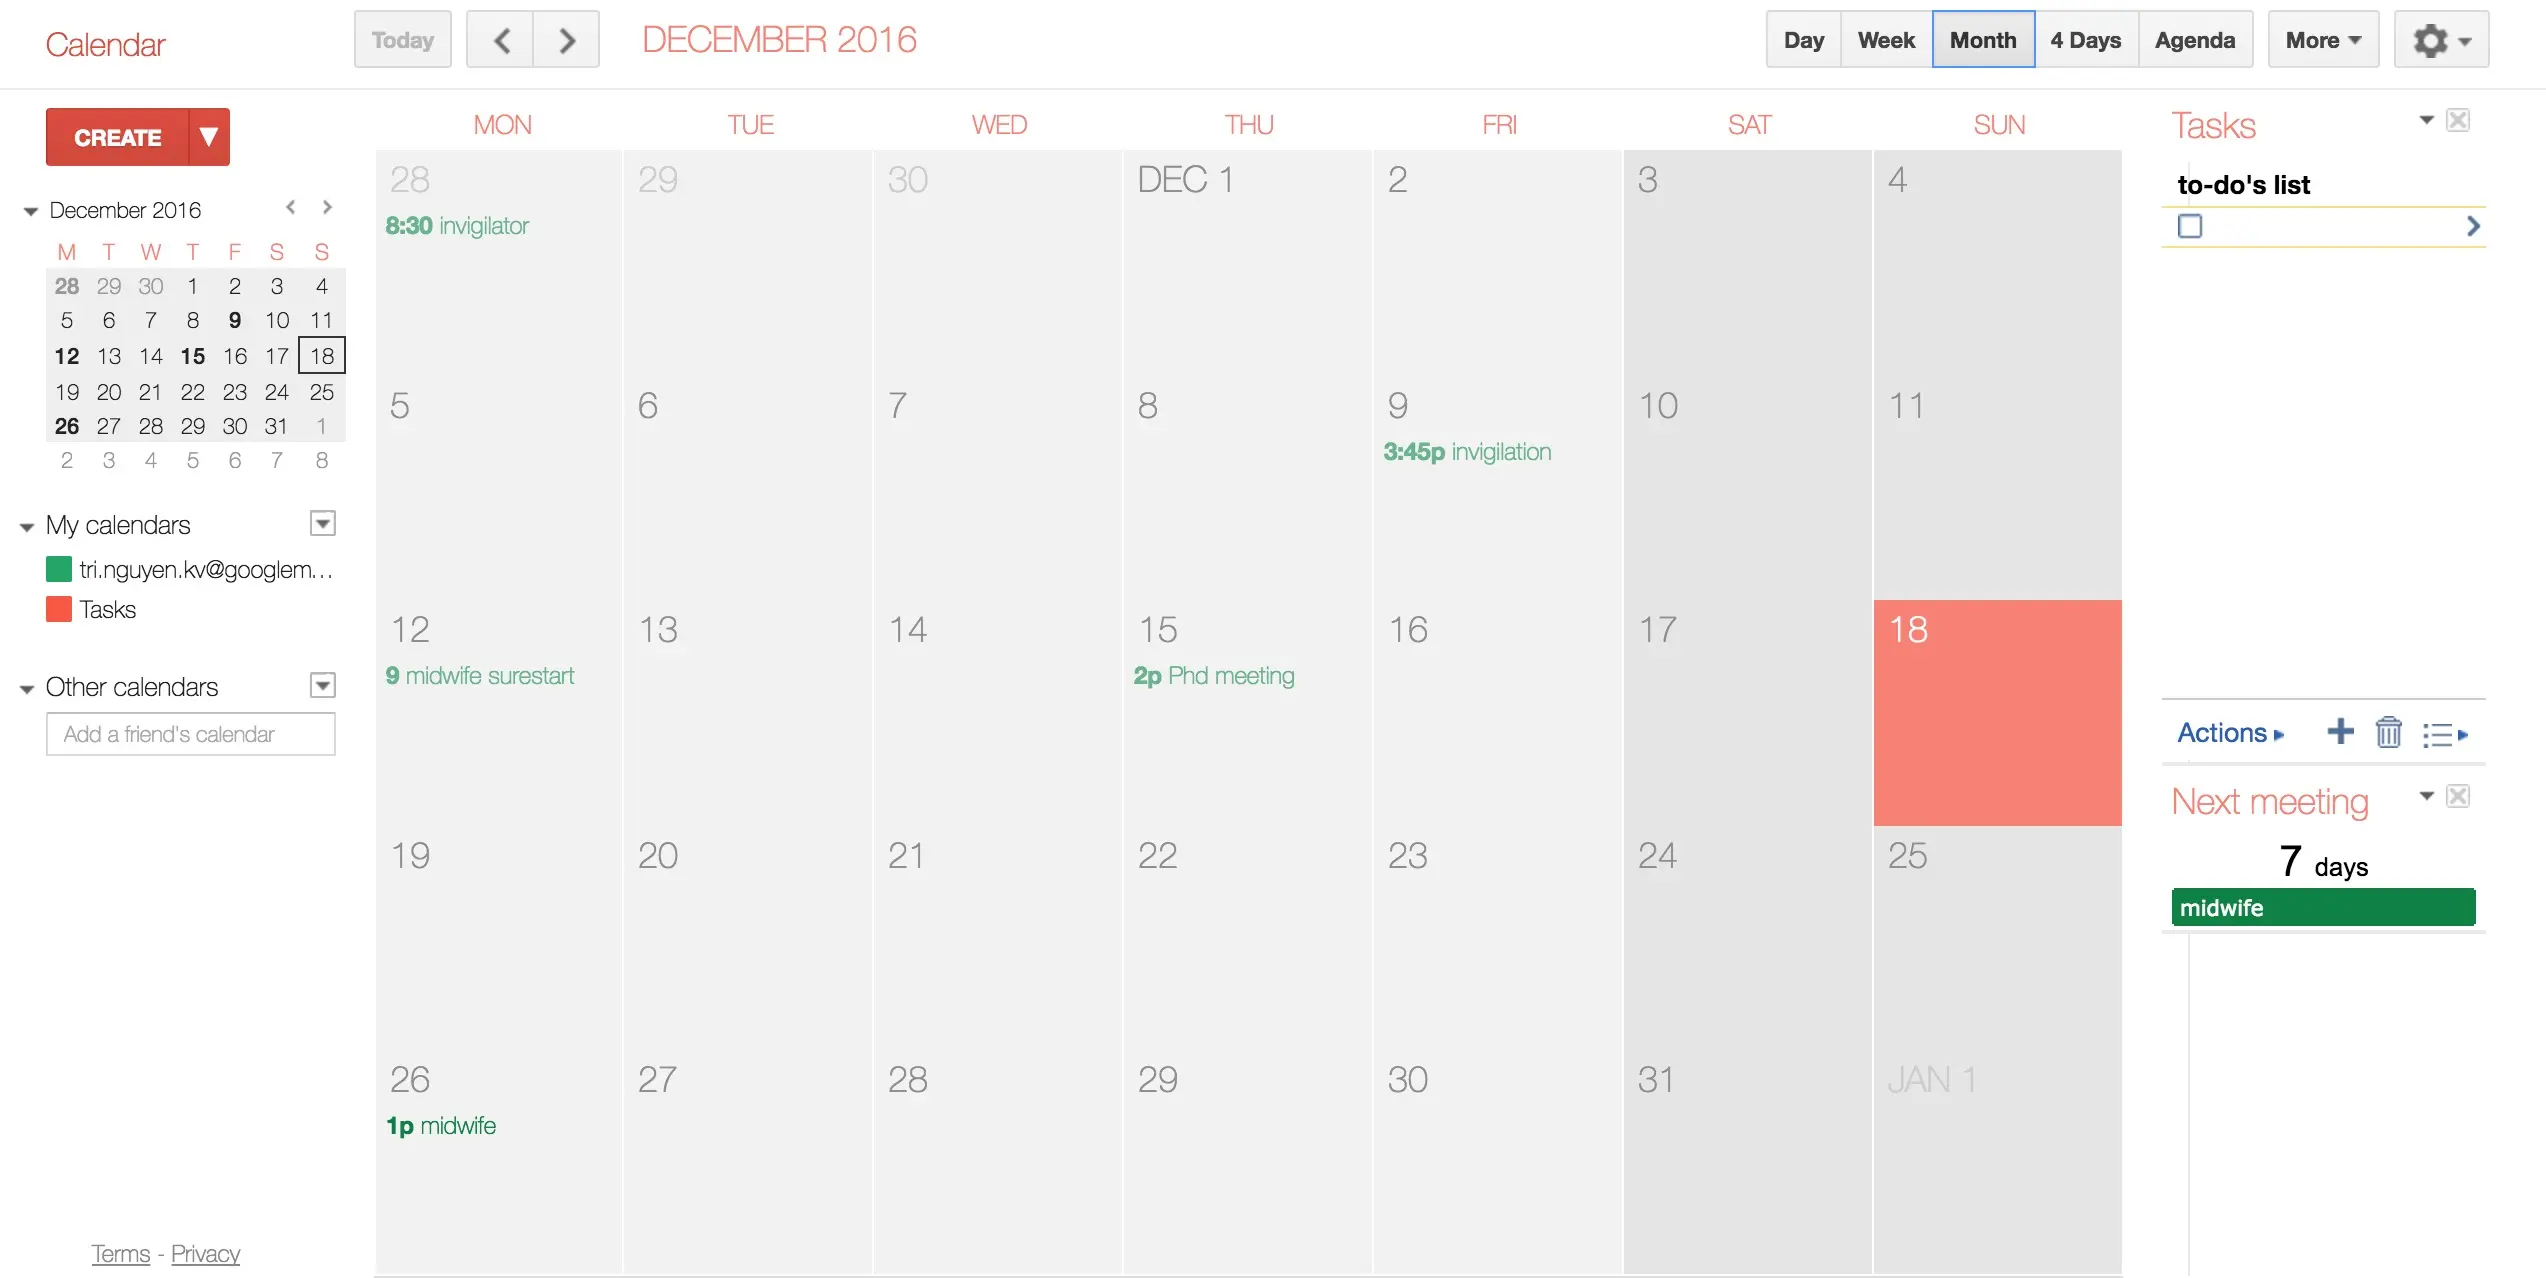 Calendar
Today
DECEMBER 2016
Day Week Month 4 Days Agenda More
CREATE
December 2016
M T W T F S S
28 29 30 1 2 3 4
5 6 7 8 9 10 11
12 13 14 15 16 17 18
19 20 21 22 23 24 25
26 27 28 29 30 31 1
2 3 4 5 6 7 8
My calendars
tri.nguyen.kv@googlem...
Tasks
Other calendars
Add a friend's calendar
Terms - Privacy
MON TUE WED THU FRI SAT SUN
28 29 30 DEC 1 2 3 4
8:30 invigilator
5 6 7 8 9 10 11
3:45p invigilation
12 13 14 15 16 17 18
9 midwife surestart
2p Phd meeting
19 20 21 22 23 24 25
26 27 28 29 30 31 JAN 1
1p midwife
Tasks
to-do's list
Actions
Next meeting
7 days
midwife